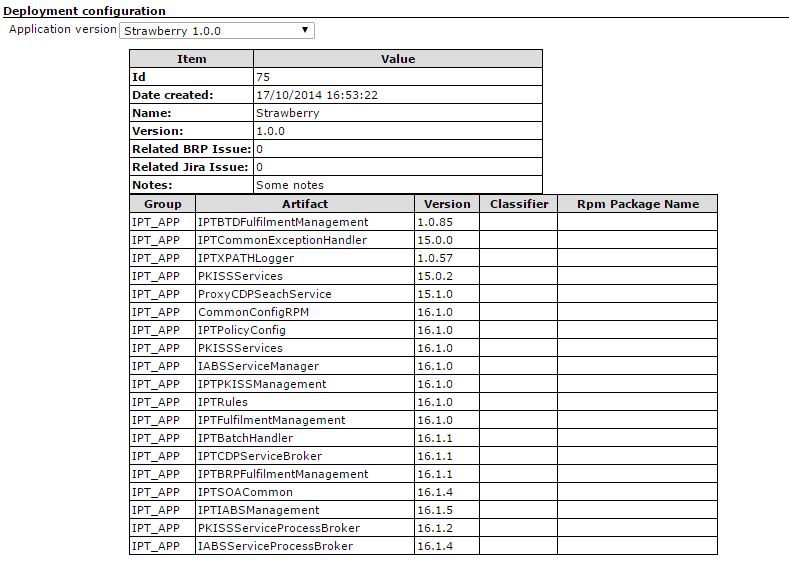 Deployment configuration
Application version Strawberry 1.0.0
Item Value
Id 75
Date created: 17/10/2014 16:53:22
Name: Strawberry
Version: 1.0.0
Related BRP Issue: 0
Related Jira Issue: 0
Notes: Some notes
Group Artifact Version Classifier Rpm Package Name
IPT_APP IPTBTDFulfilmentManagement 1.0.85
IPT_APP IPTCommonExceptionHandler 15.0.0
IPT_APP IPTXPATHLogger 1.0.57
IPT_APP PKISSServices 15.0.2
IPT_APP ProxyCDPSeachService 15.1.0
IPT_APP CommonConfigRPM 16.1.0
IPT_APP IPTPolicyConfig 16.1.0
IPT_APP PKISSServices 16.1.0
IPT_APP IABSServiceManager 16.1.0
IPT_APP IPTPKISSManagement 16.1.0
IPT_APP IPTRules 16.1.0
IPT_APP IPTFulfilmentManagement 16.1.0
IPT_APP IPTBatchHandler 16.1.1
IPT_APP IPTCDPServiceBroker 16.1.1
IPT_APP IPTBRPFulfilmentManagement 16.1.1
IPT_APP IPTSOACommon 16.1.4
IPT_APP IPTIABSManagement 16.1.5
IPT_APP PKISSServiceProcessBroker 16.1.2
IPT_APP IABSServiceProcessBroker 16.1.4